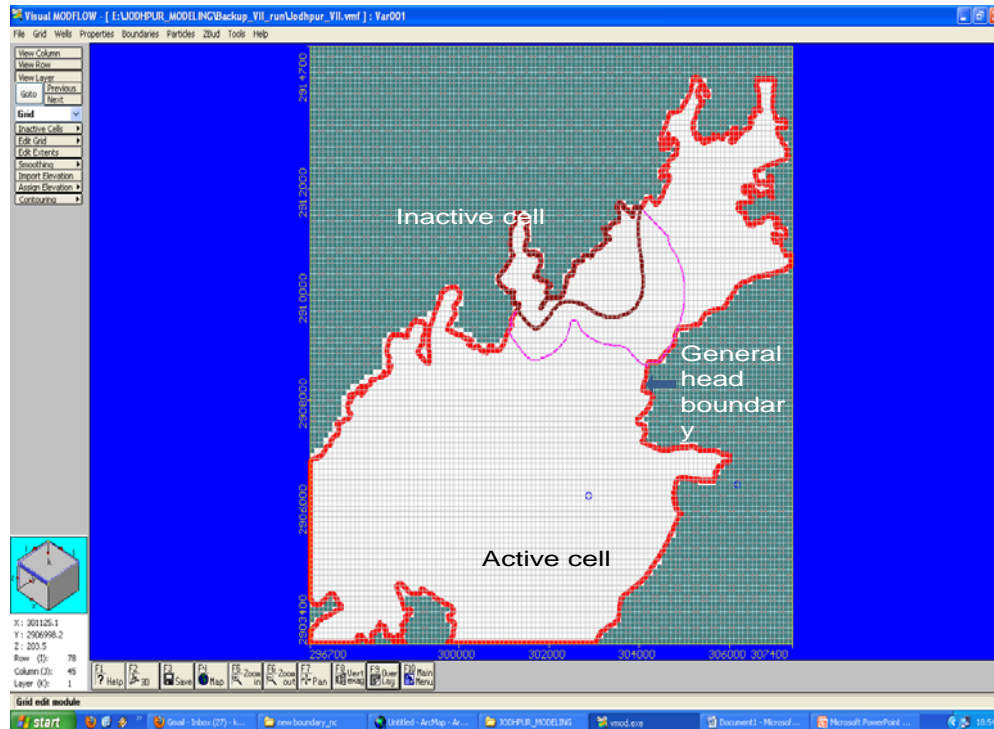 Visual MODFLOW - [ E:\JODHPUR_MODELING\Backup_VII_run\Jodhpur_VII.vmf ] : Var001
File Grid Wells Properties Boundaries Particles ZBud Tools Help
View Column
View Row
View Layer
Goto
Previous
Next
Grid
Inactive Cells
Edit Grid
Edit Extents
Smoothing
Import Elevation
Assign Elevation
Contouring
2914700
2912000
2910000
2908000
2906000
2903400
Inactive cell
General
head
boundar
y
Active cell
296700 300000 302000 304000 306000 307400
X : 301125.1
Y : 2906998.2
Z : 203.5
Row (I): 78
Column (J): 45
Layer (K): 1
F1 Help
F2 3D
F3 Save
F4 Map
F5 Zoom in
F6 Zoom out
F7 Pan
F8 Vert exag
F9 Over Lay
F10 Main Menu
Grid edit module
start
Gmail - Inbox (27) - k...
new boundary_nc
Untitled - ArcMap - Ar...
JODHPUR_MODELING
vmod.exe
Document1 - Microsof...
Microsoft PowerPoint ...
18:54